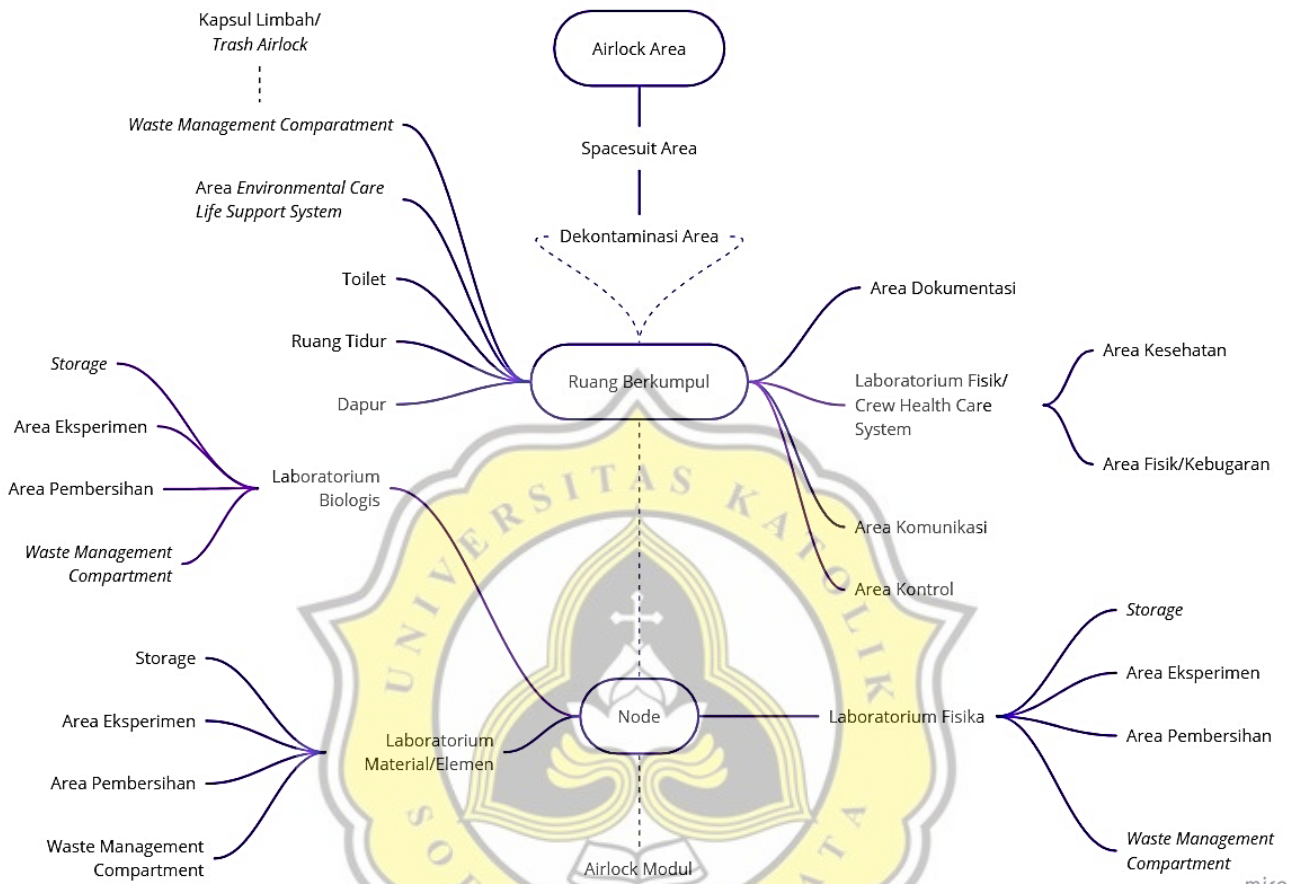 Kapsul Limbah/
Trash Airlock
Airlock Area
Waste Management Comparatment
Spacesuit Area
Area Environmental Care
Life Support System
Dekontaminasi Area
Toilet
Area Dokumentasi
Ruang Tidur
Storage
Ruang Berkumpul
Dapur
Laboratorium Fisik/
Crew Health Care
System
Area Kesehatan
Area Fisik/Kebugaran
Area Eksperimen
Area Pembersihan
Waste Management
Compartment
Laboratorium
Biologis
Area Komunikasi
Area Kontrol
Storage
Area Eksperimen
Area Pembersihan
Waste Management
Compartment
Laboratorium
Material/Elemen
Node
Laboratorium Fisika
Storage
Area Eksperimen
Area Pembersihan
Waste Management
Compartment
Airlock Modul
UNIVERSITAS KATOLIK
miro